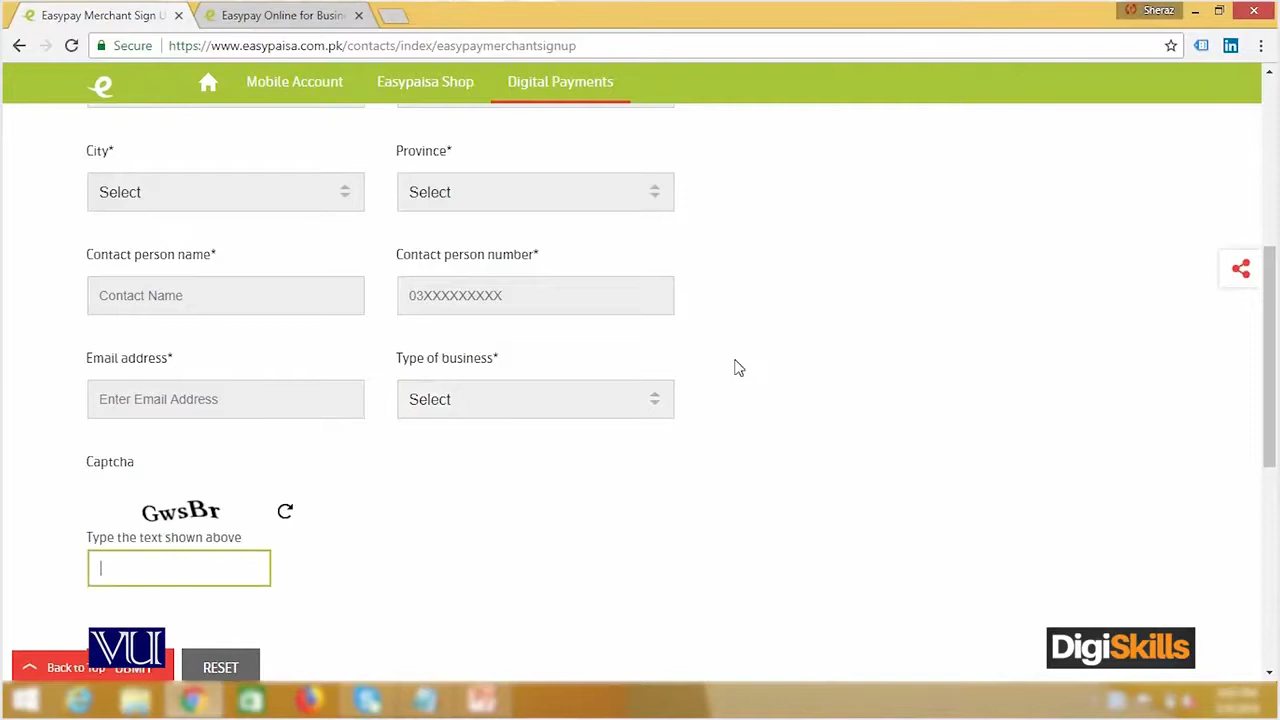 Easypay Merchant Sign U
Easypay Online for Busin
Sheraz
Secure
https://www.easypaisa.com.pk/contacts/index/easypaymerchantsignup
Mobile Account
Easypaisa Shop
Digital Payments
City*
Province*
Select
Select
Contact person name*
Contact person number*
Contact Name
03XXXXXXXXX
Email address*
Type of business*
Enter Email Address
Select
Captcha
GwsBr
Type the text shown above
VU
DigiSkills
Back to Top
SUBMIT
RESET